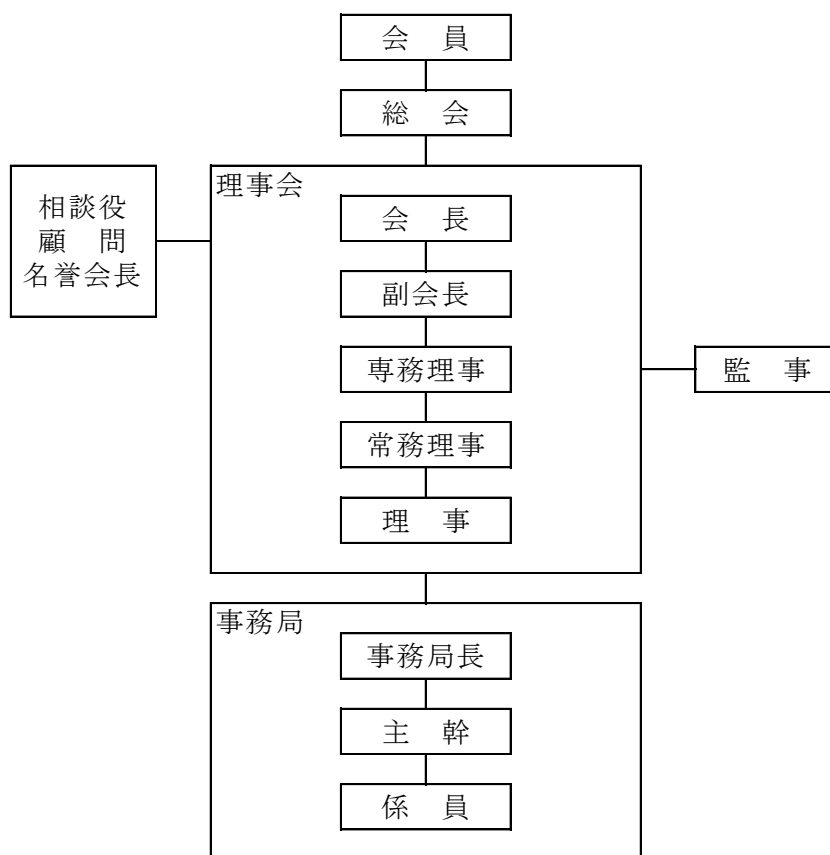 会　員
総　会
理事会
相談役
顧　問
名誉会長
会　長
副会長
専務理事
監　事
常務理事
理　事
事務局
事務局長
主　幹
係　員